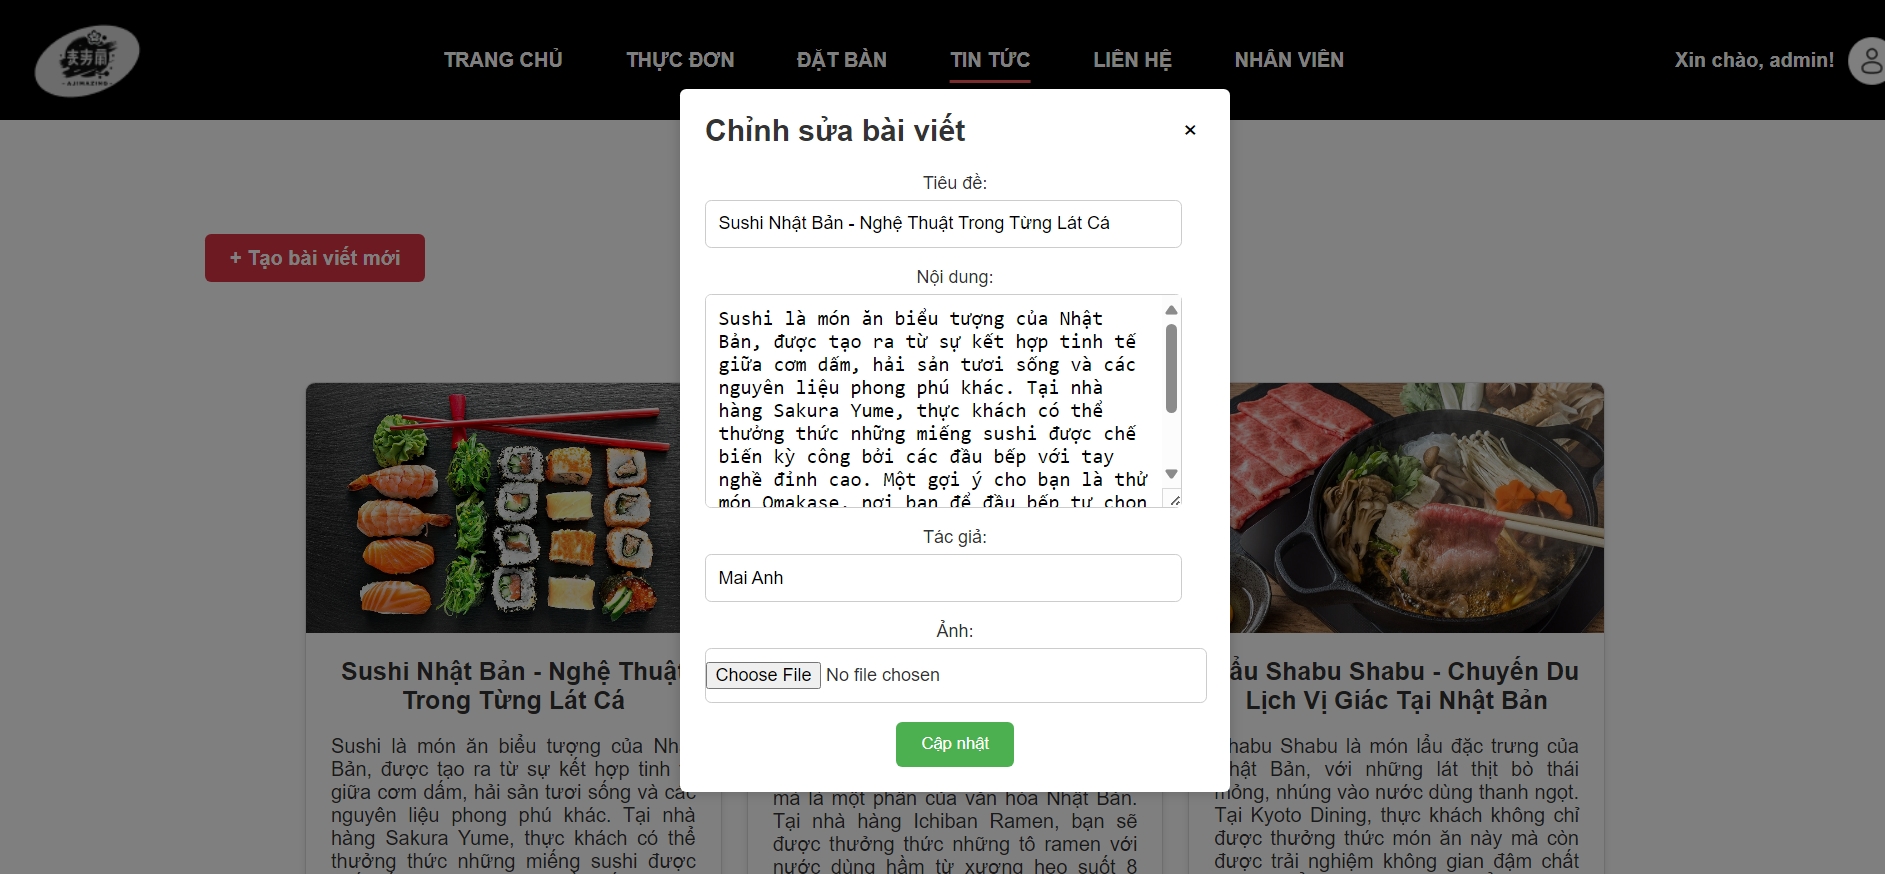 TRANG CHỦ THỰC ĐƠN ĐẶT BÀN TIN TỨC LIÊN HỆ NHÂN VIÊN Xin chào, admin!
Chỉnh sửa bài viết ×
Tiêu đề:
Sushi Nhật Bản - Nghệ Thuật Trong Từng Lát Cá
Nội dung:
Sushi là món ăn biểu tượng của Nhật
Bản, được tạo ra từ sự kết hợp tinh tế
giữa cơm dấm, hải sản tươi sống và các
nguyên liệu phong phú khác. Tại nhà
hàng Sakura Yume, thực khách có thể
thưởng thức những miếng sushi được chế
biến kỳ công bởi các đầu bếp với tay
nghề đỉnh cao. Một gợi ý cho bạn là thử
món Omakase, nơi bạn để đầu bếp tự chọn
Tác giả:
Mai Anh
Ảnh:
Choose File No file chosen
Cập nhật
+ Tạo bài viết mới
Sushi Nhật Bản - Nghệ Thuật
Trong Từng Lát Cá
Sushi là món ăn biểu tượng của
Bản, được tạo ra từ sự kết hợp tinh
giữa cơm dấm, hải sản tươi sống và các
nguyên liệu phong phú khác. Tại nhà
hàng Sakura Yume, thực khách có thể
thưởng thức những miếng sushi được
mà là một phần của văn hóa Nhật Bản.
Tại nhà hàng Ichiban Ramen, bạn sẽ
được thưởng thức những tô ramen với
nước dùng hầm từ xương heo suốt 8
Shabu Shabu - Chuyến Du
Lịch Vị Giác Tại Nhật Bản
Shabu là món lẩu đặc trưng của
Bản, với những lát thịt bò thái
mỏng, nhúng vào nước dùng thanh ngọt.
Tại Kyoto Dining, thực khách không chỉ
được thưởng thức món ăn này mà còn
được trải nghiệm không gian đậm chất